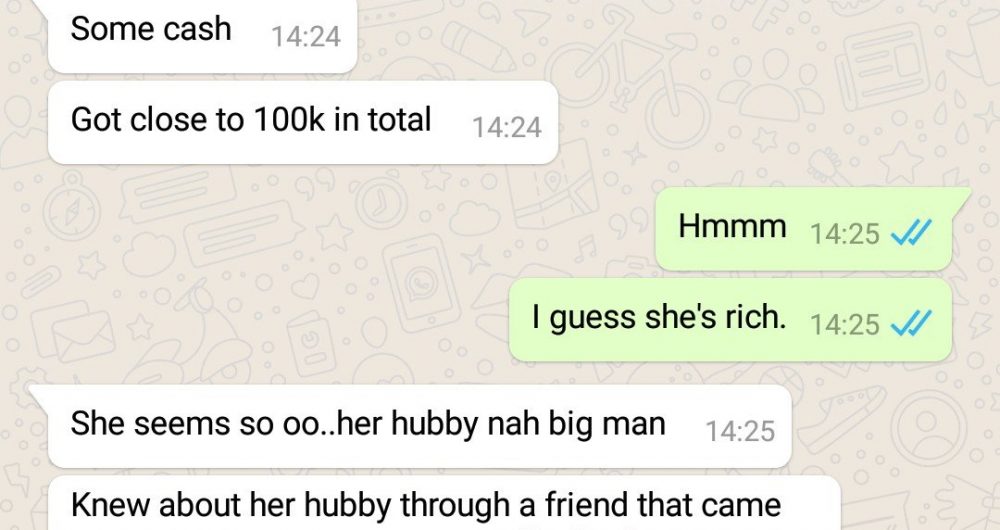 Some cash 14:24
Got close to 100k in total 14:24
Hmmm 14:25
I guess she's rich. 14:25
She seems so oo..her hubby nah big man 14:25
Knew about her hubby through a friend that came